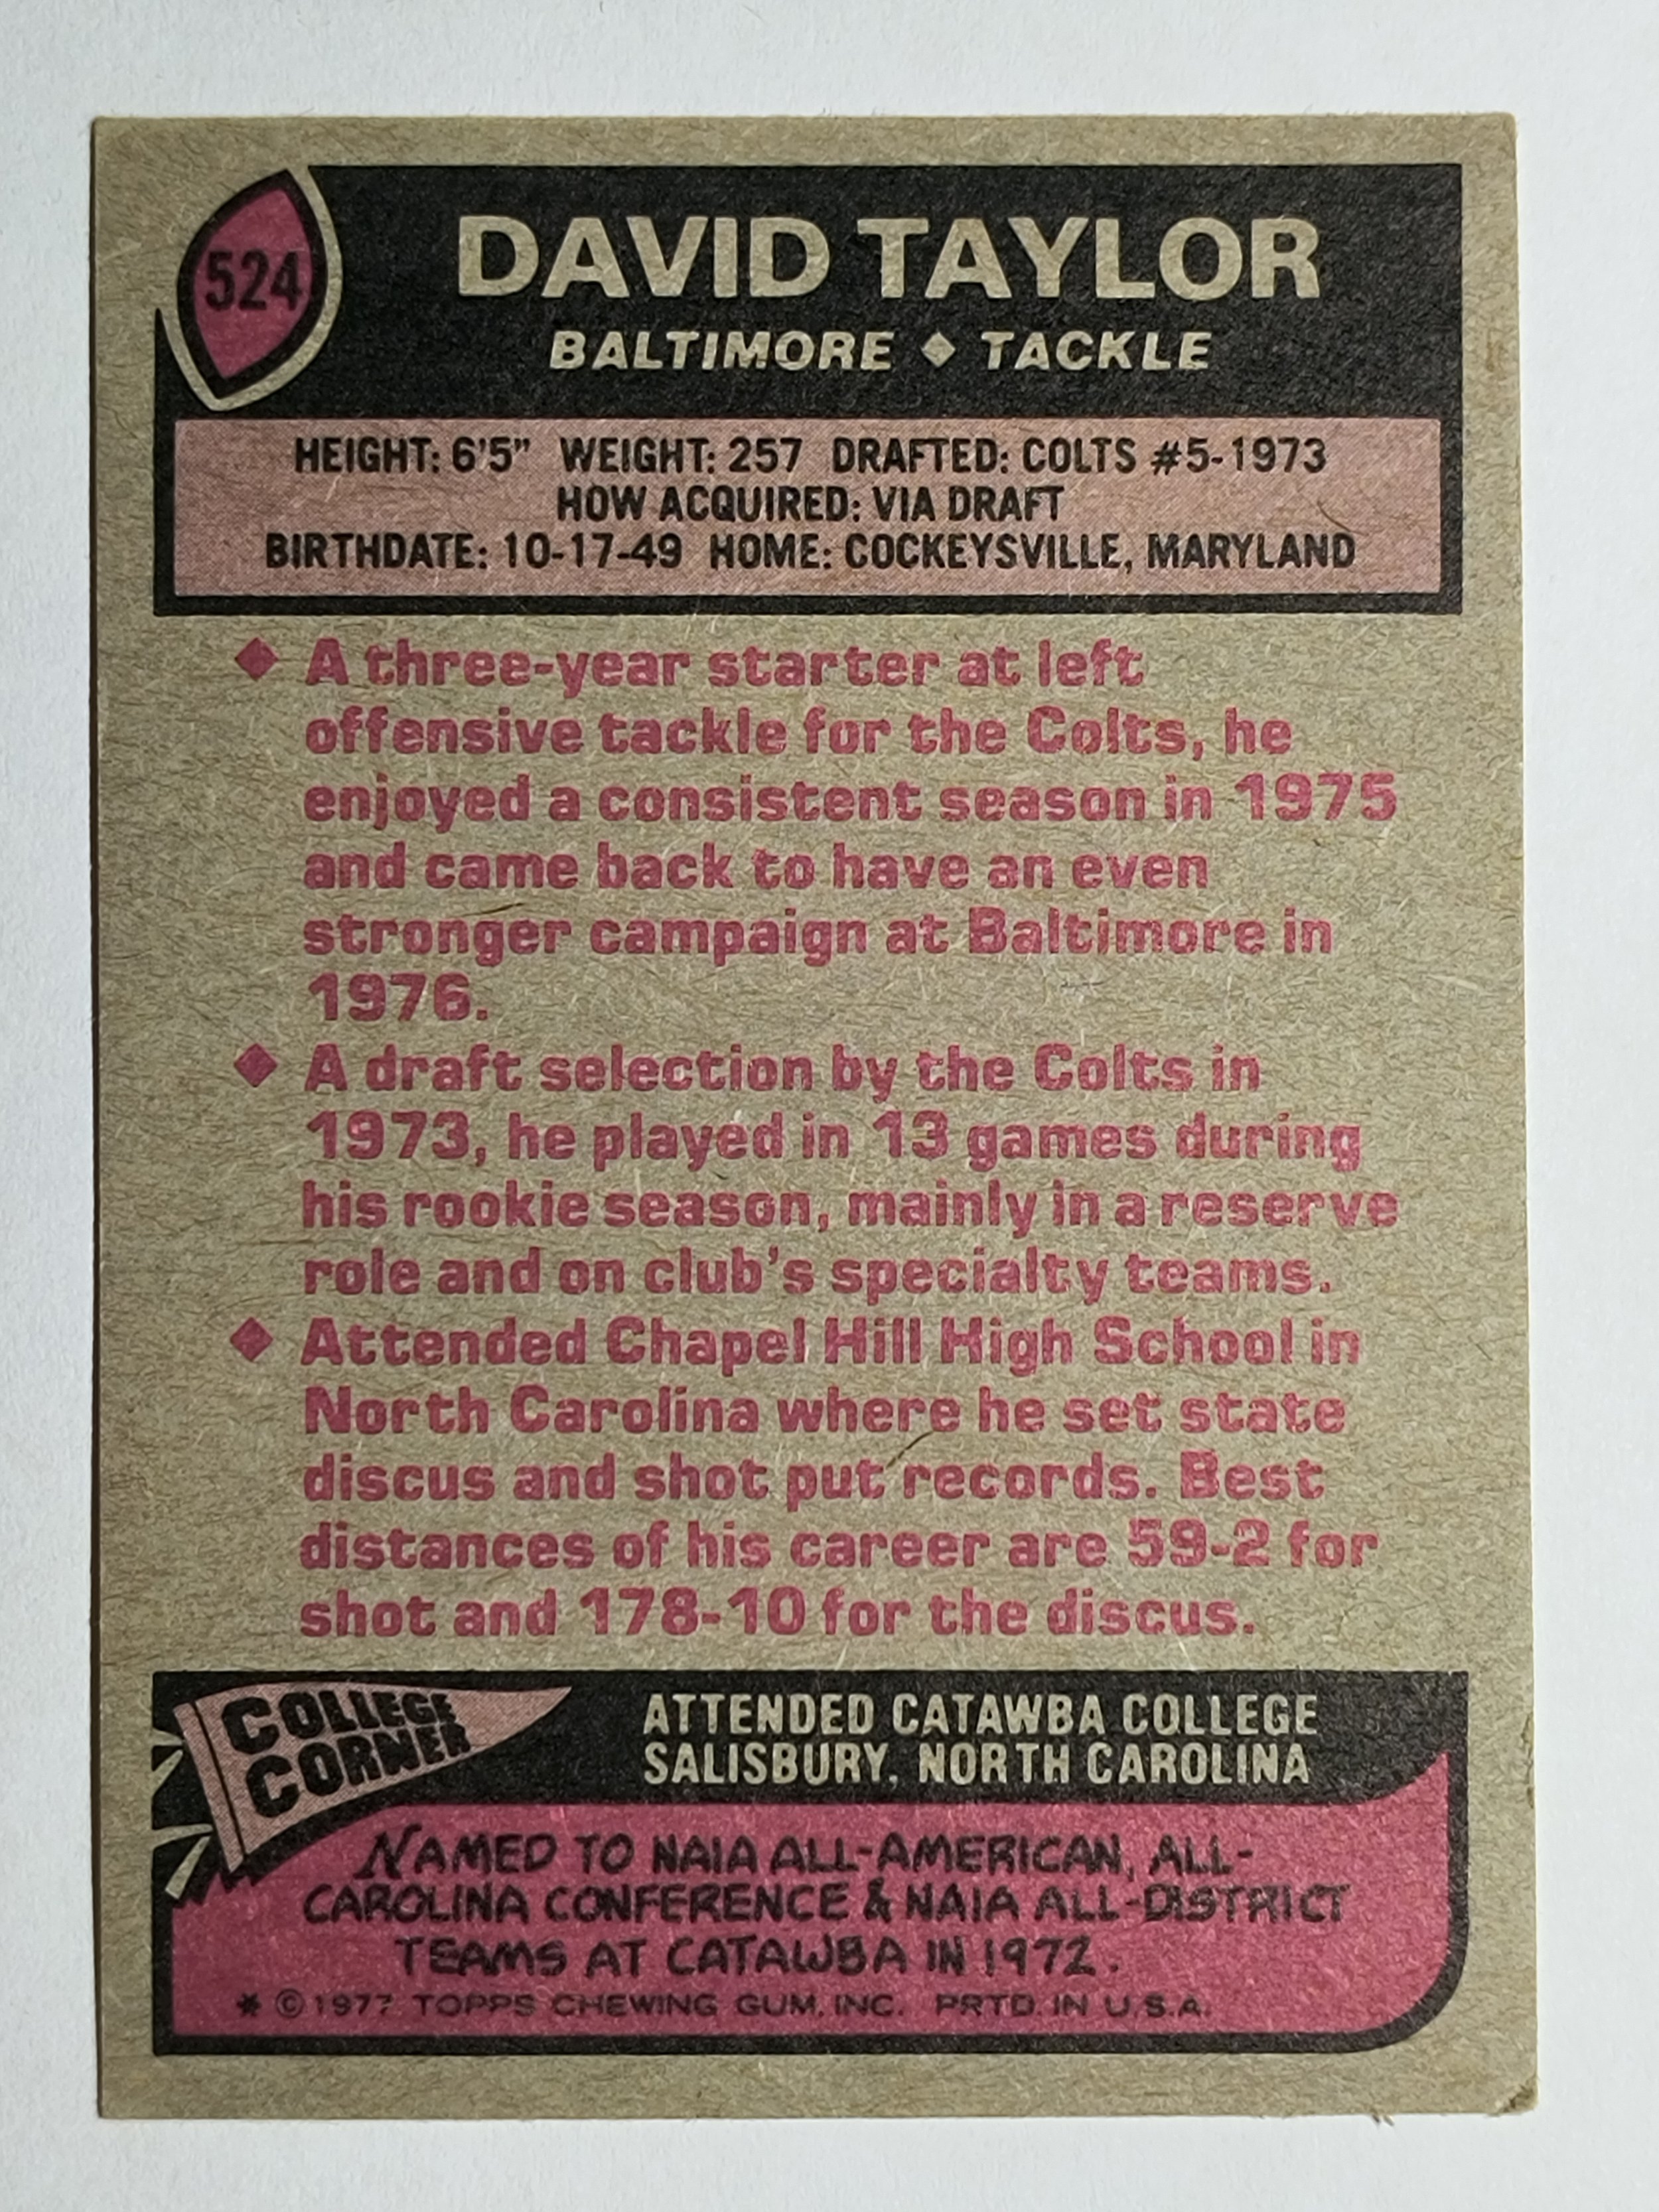 524
DAVID TAYLOR
BALTIMORE ◆ TACKLE
HEIGHT: 6'5" WEIGHT: 257 DRAFTED: COLTS #5-1973
HOW ACQUIRED: VIA DRAFT
BIRTHDATE: 10-17-49 HOME: COCKEYSVILLE, MARYLAND
◆ A three-year starter at left
offensive tackle for the Colts, he
enjoyed a consistent season in 1975
and came back to have an even
stronger campaign at Baltimore in
1976.
◆ A draft selection by the Colts in
1973, he played in 13 games during
his rookie season, mainly in a reserve
role and on club's specialty teams.
◆ Attended Chapel Hill High School in
North Carolina where he set state
discus and shot put records. Best
distances of his career are 59-2 for
shot and 178-10 for the discus.
COLLEGE
CORNER
ATTENDED CATAWBA COLLEGE
SALISBURY, NORTH CAROLINA
NAMED TO NAIA ALL-AMERICAN, ALL-
CAROLINA CONFERENCE & NAIA ALL-DISTRICT
TEAMS AT CATAWBA IN 1972.
* © 1977 TOPPS CHEWING GUM, INC. PRTD. IN U.S.A.